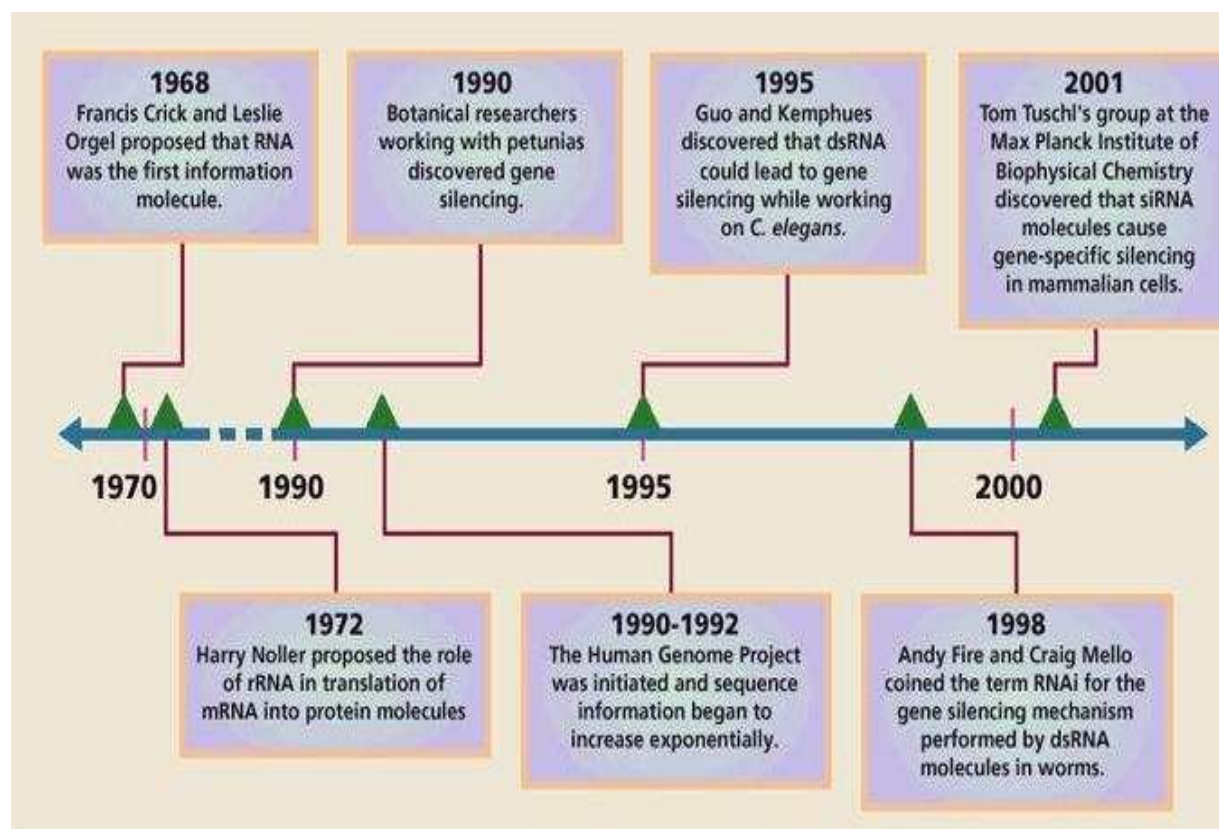 1968
Francis Crick and Leslie
Orgel proposed that RNA
was the first information
molecule.
1990
Botanical researchers
working with petunias
discovered gene
silencing.
1995
Guo and Kemphues
discovered that dsRNA
could lead to gene
silencing while working
on C. elegans.
2001
Tom Tuschl's group at the
Max Planck Institute of
Biophysical Chemistry
discovered that siRNA
molecules cause
gene-specific silencing
in mammalian cells.
1970
1990
1995
2000
1972
Harry Noller proposed the role
of rRNA in translation of
mRNA into protein molecules
1990-1992
The Human Genome Project
was initiated and sequence
information began to
increase exponentially.
1998
Andy Fire and Craig Mello
coined the term RNAi for the
gene silencing mechanism
performed by dsRNA
molecules in worms.